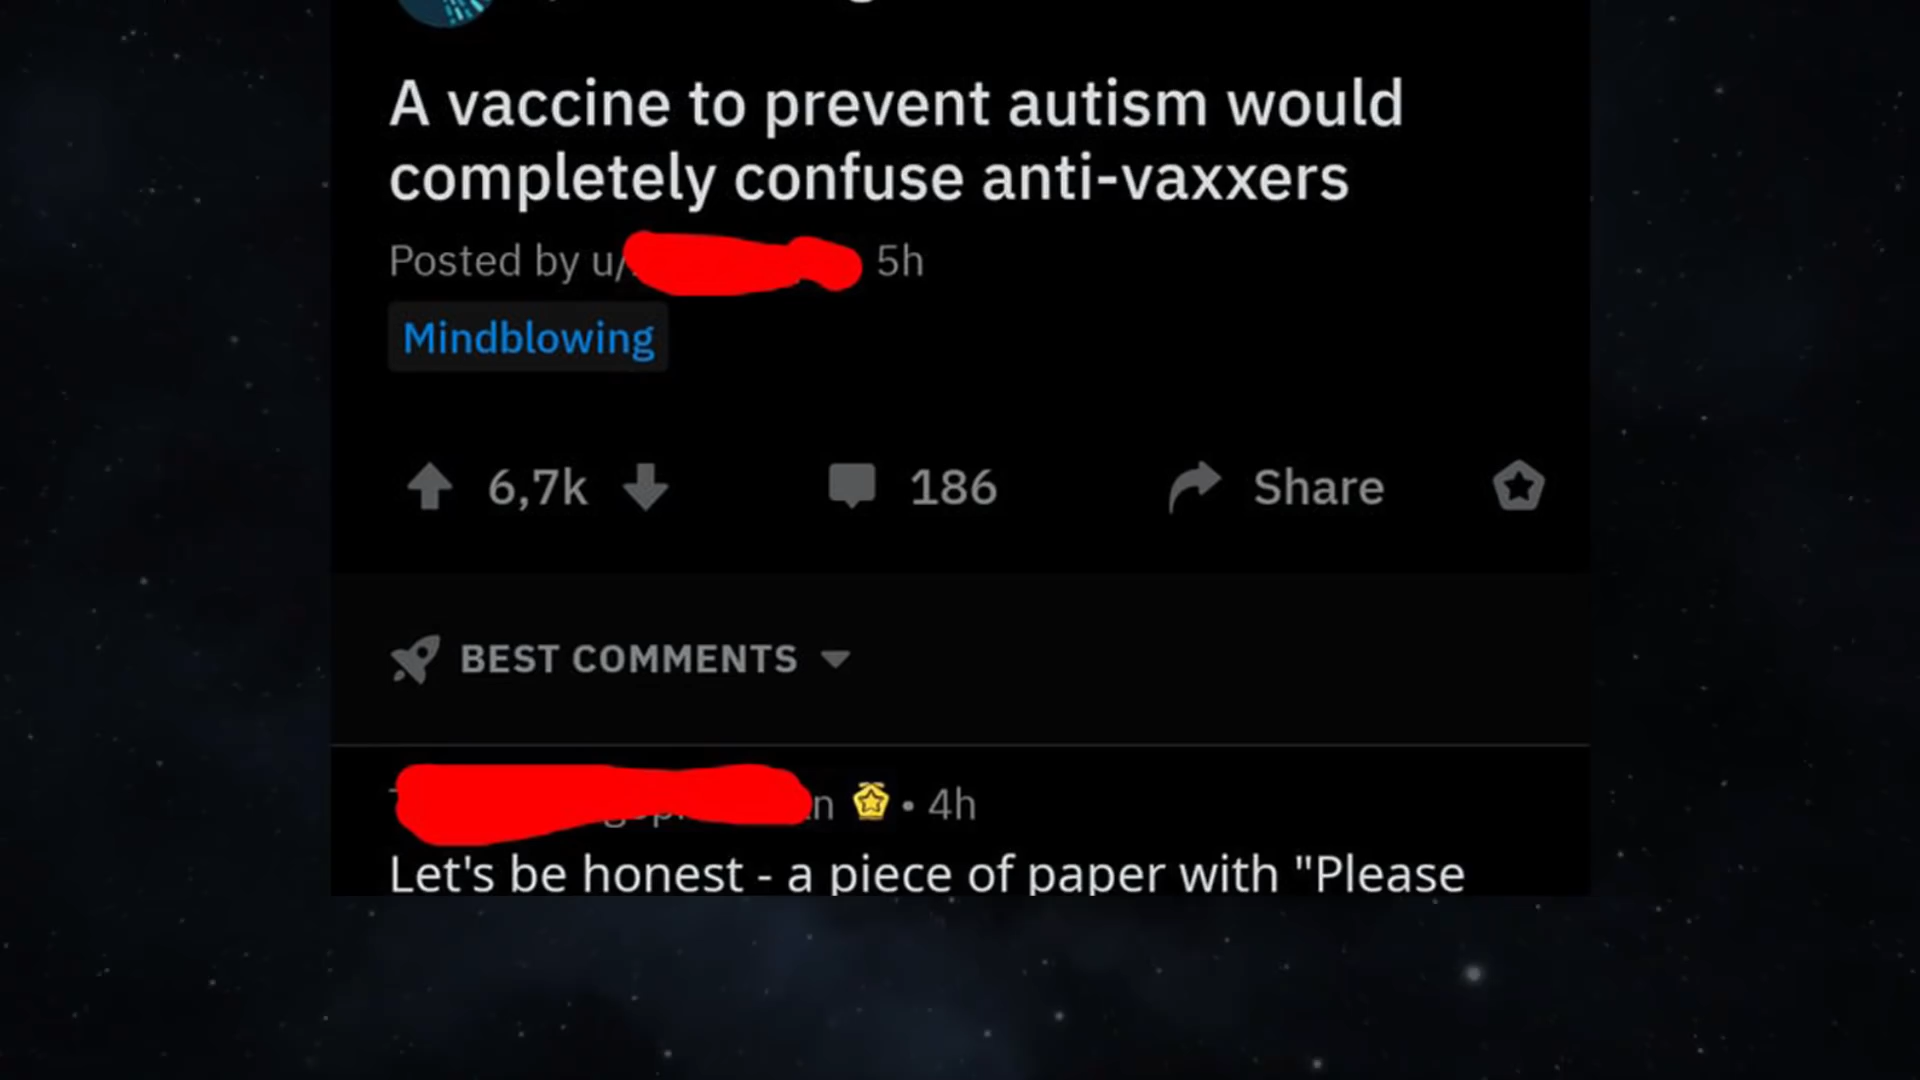 A vaccine to prevent autism would
completely confuse anti-vaxxers
Posted by u/ 5h
Mindblowing
6,7k 186 Share
BEST COMMENTS
n • 4h
Let's be honest - a piece of paper with "Please